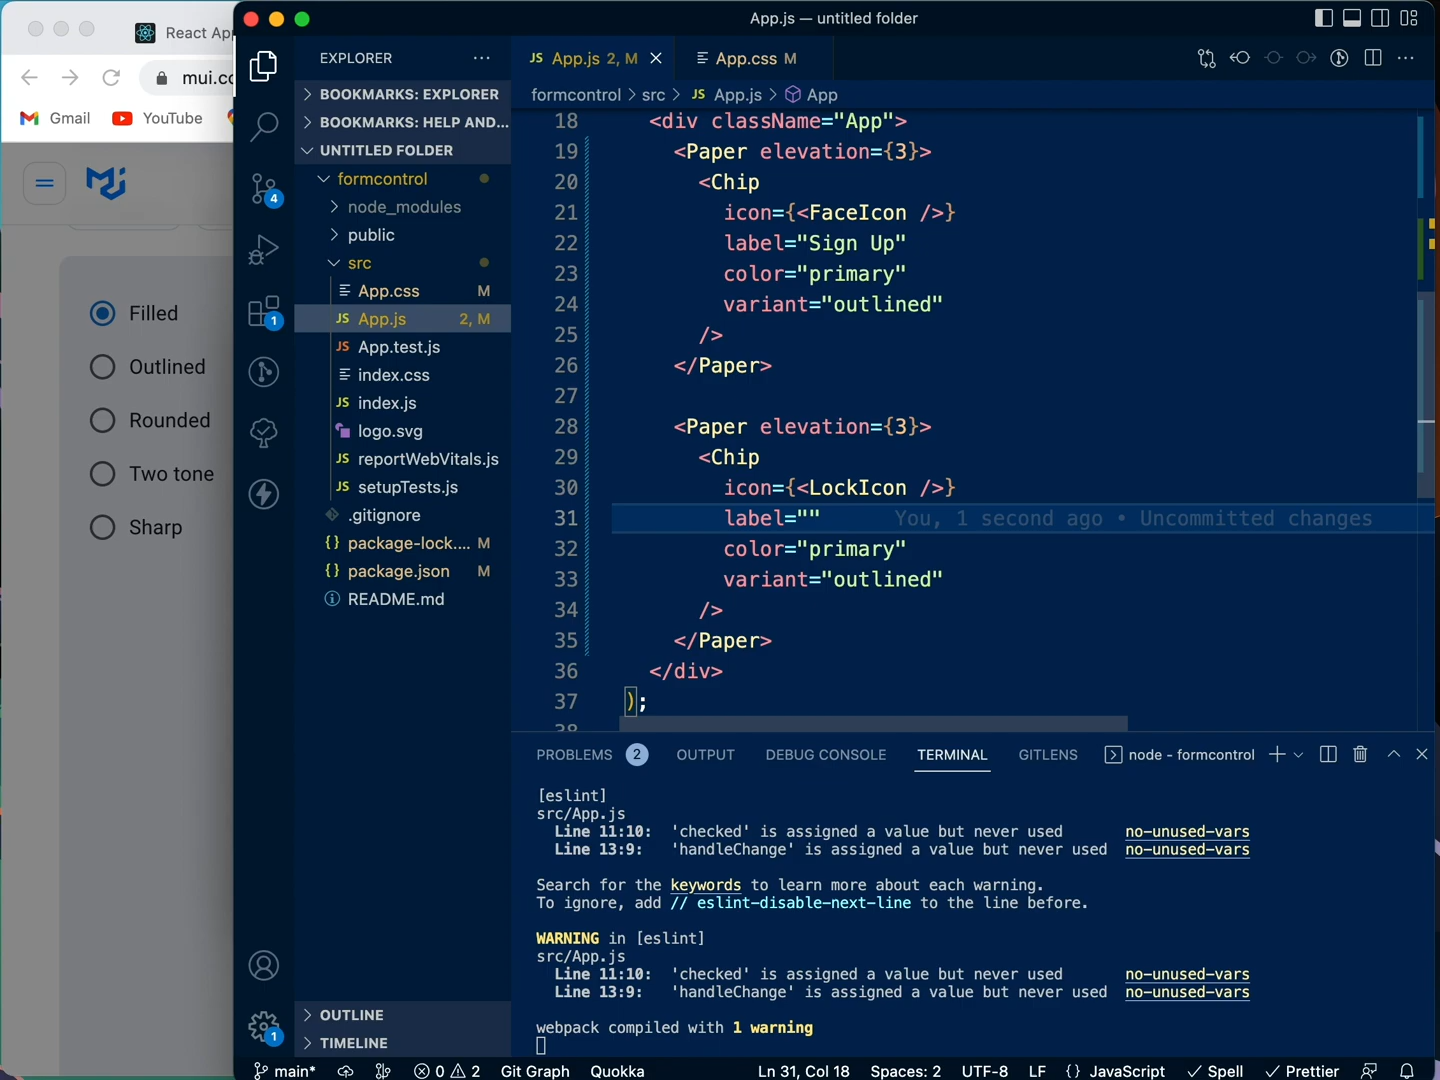 App.js — untitled folder
React Ap
mui.co
Gmail
YouTube
Filled
Outlined
Rounded
Two tone
Sharp
EXPLORER
BOOKMARKS: EXPLORER
BOOKMARKS: HELP AND...
UNTITLED FOLDER
formcontrol
node_modules
public
src
App.css M
JS App.js 2, M
JS App.test.js
index.css
JS index.js
logo.svg
JS reportWebVitals.js
JS setupTests.js
.gitignore
{} package-lock.... M
{} package.json M
README.md
OUTLINE
TIMELINE
4
1
1
JS App.js 2, M
App.css M
formcontrol > src > JS App.js > App
18 <div className="App">
19 <Paper elevation={3}>
20 <Chip
21 icon={<FaceIcon />}
22 label="Sign Up"
23 color="primary"
24 variant="outlined"
25 />
26 </Paper>
27
28 <Paper elevation={3}>
29 <Chip
30 icon={<LockIcon />}
31 label="" You, 1 second ago • Uncommitted changes
32 color="primary"
33 variant="outlined"
34 />
35 </Paper>
36 </div>
37 );
38
PROBLEMS 2 OUTPUT DEBUG CONSOLE TERMINAL GITLENS node - formcontrol
[eslint]
src/App.js
Line 11:10: 'checked' is assigned a value but never used no-unused-vars
Line 13:9: 'handleChange' is assigned a value but never used no-unused-vars
Search for the keywords to learn more about each warning.
To ignore, add // eslint-disable-next-line to the line before.
WARNING in [eslint]
src/App.js
Line 11:10: 'checked' is assigned a value but never used no-unused-vars
Line 13:9: 'handleChange' is assigned a value but never used no-unused-vars
webpack compiled with 1 warning
main* 0 2 Git Graph Quokka Ln 31, Col 18 Spaces: 2 UTF-8 LF {} JavaScript Spell Prettier